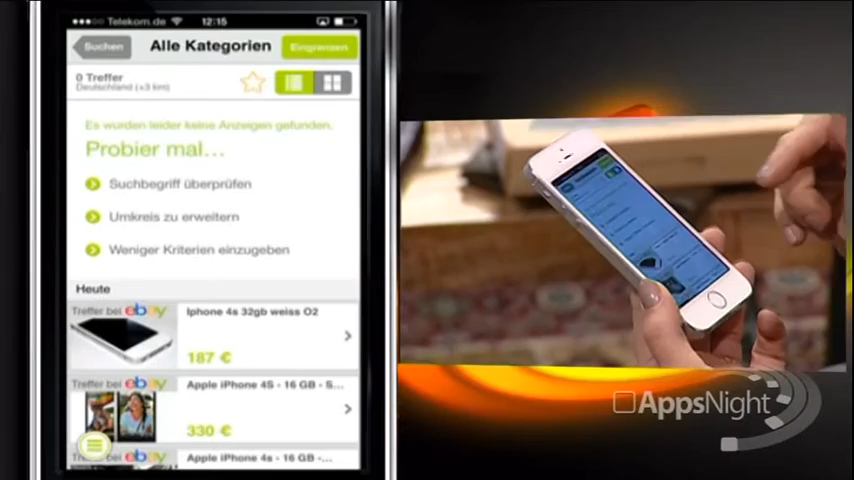 Telekom.de 12:15
Suchen Alle Kategorien Eingrenzen
0 Treffer
Deutschland (+3 km)
Es wurden leider keine Anzeigen gefunden.
Probier mal...
Suchbegriff überprüfen
Umkreis zu erweitern
Weniger Kriterien einzugeben
Heute
Treffer bei ebay Iphone 4s 32gb weiss O2
187 €
Treffer bei ebay Apple iPhone 4S - 16 GB - S...
330 €
ebay Apple iPhone 4s - 16 GB -...
AppsNight